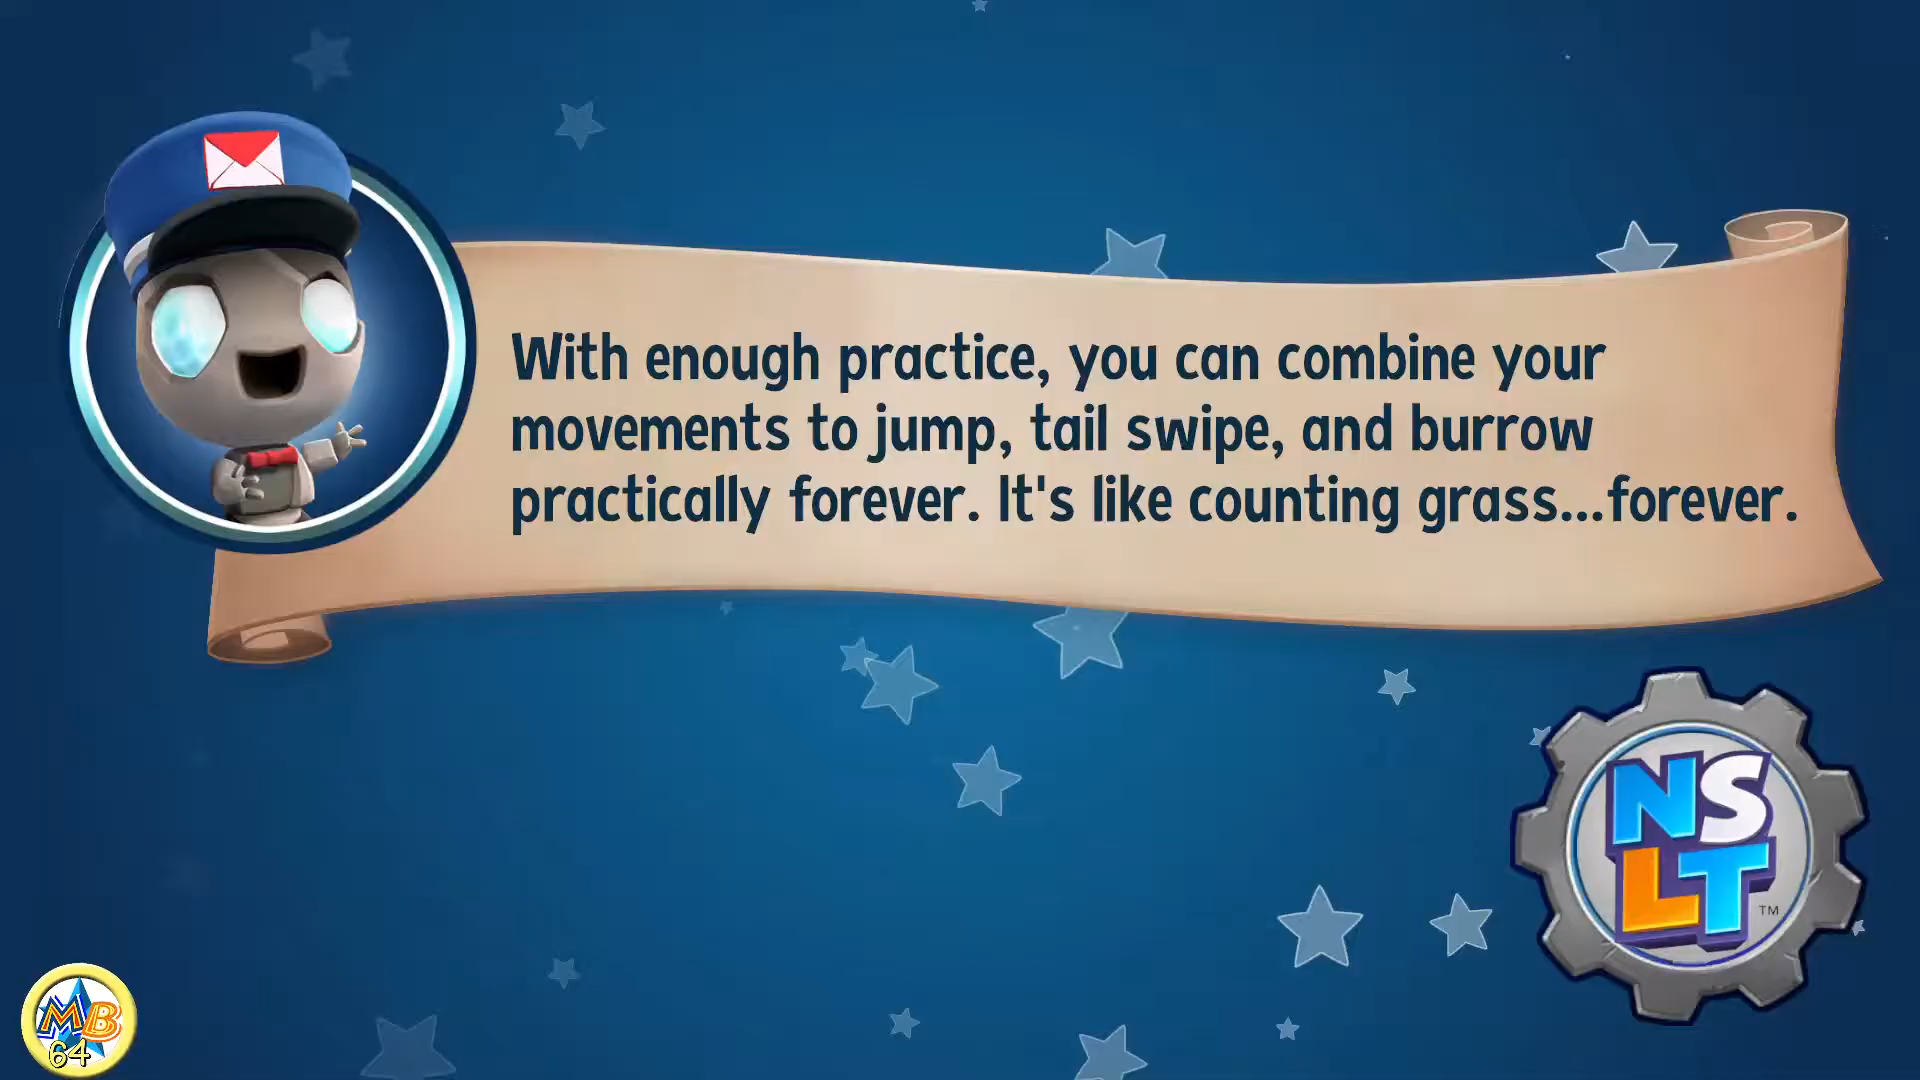 With enough practice, you can combine your
movements to jump, tail swipe, and burrow
practically forever. It's like counting grass...forever.
NS
LT
TM
MB
64